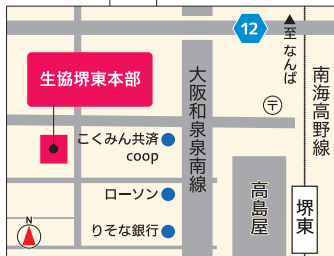 12
▲至 なんば
生協堺東本部
大阪和泉泉南線
南海高野線
〒
こくみん共済
coop
ローソン
高島屋
堺東
りそな銀行
N